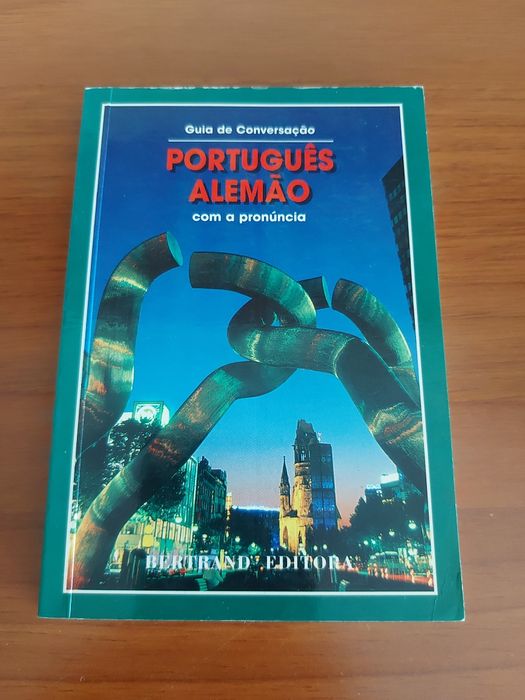 Guia de Conversação
PORTUGUÊS
ALEMÃO
com a pronúncia
BERTRAND EDITORA